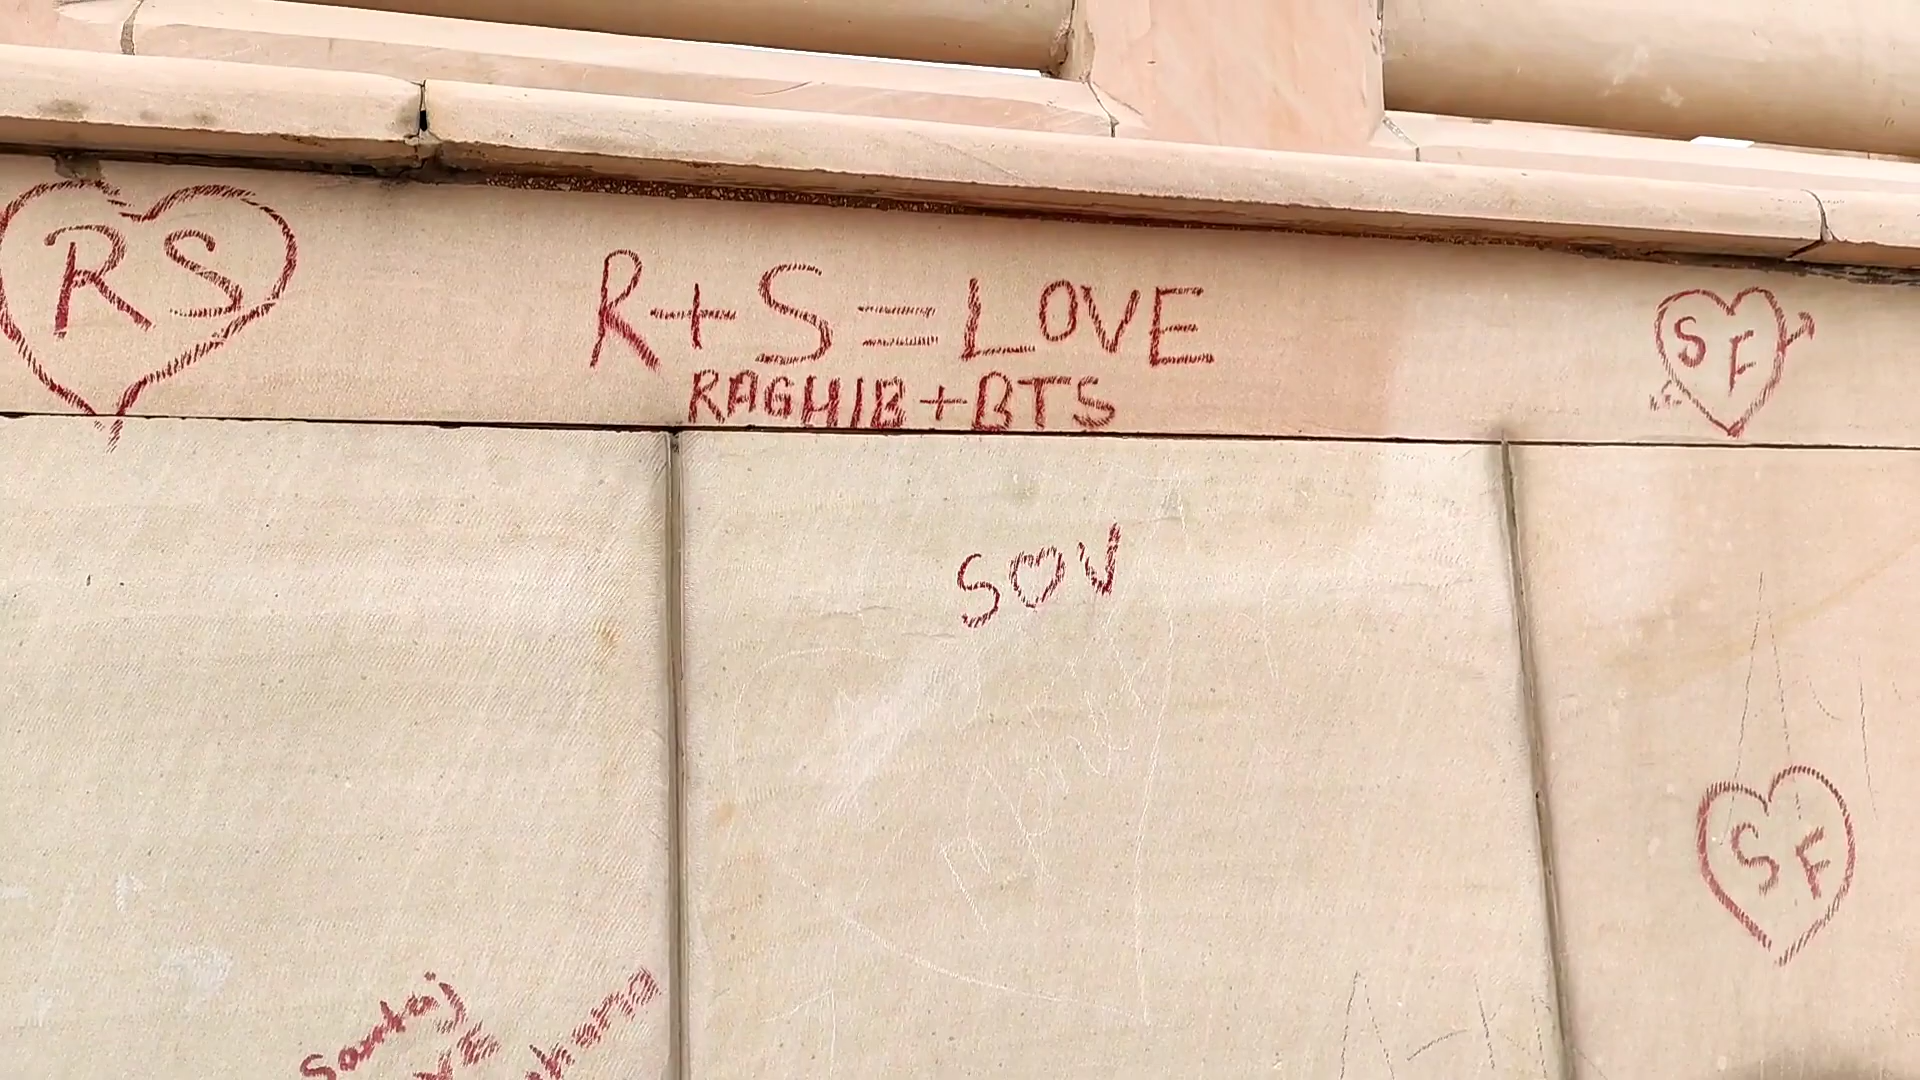 RS
R+S=LOVE
RAGHIB+BTS
SF
S♡V
SF